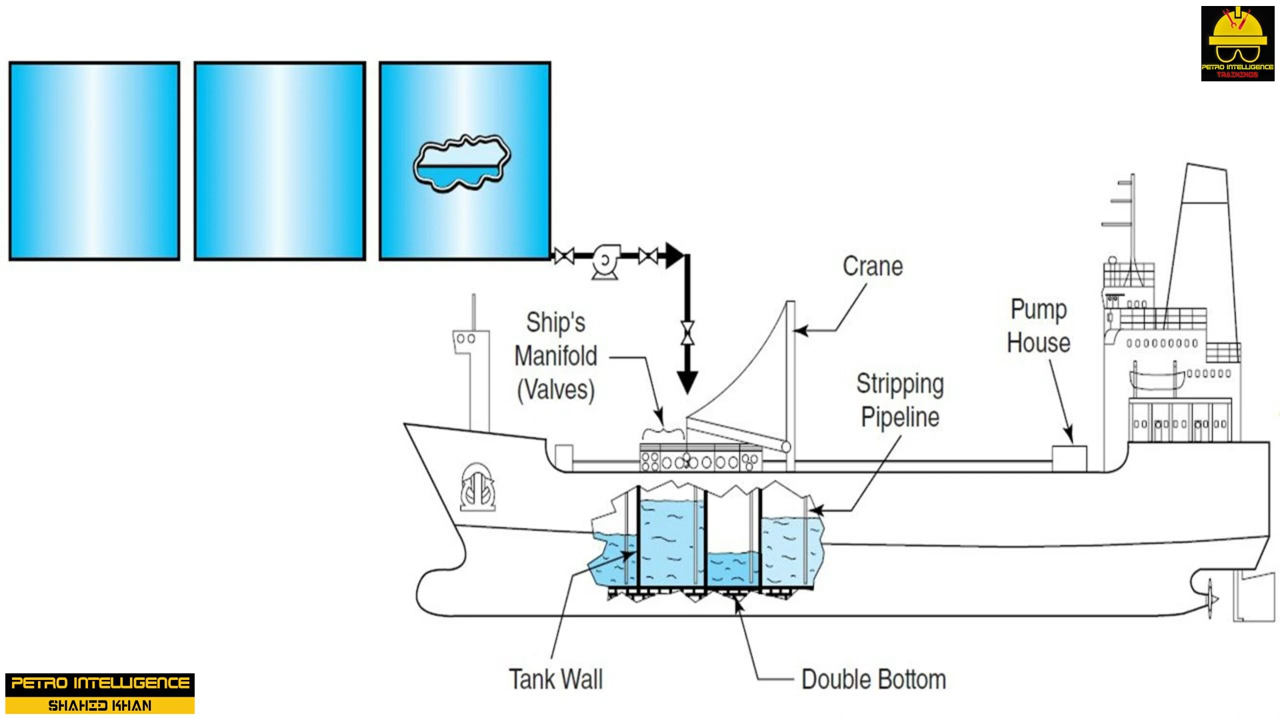 PETRO INTELLIGENCE
TRAININGS
Crane
Ship's
Manifold
(Valves)
Pump
House
Stripping
Pipeline
Tank Wall
Double Bottom
PETRO INTELLIGENCE
SHAHID KHAN